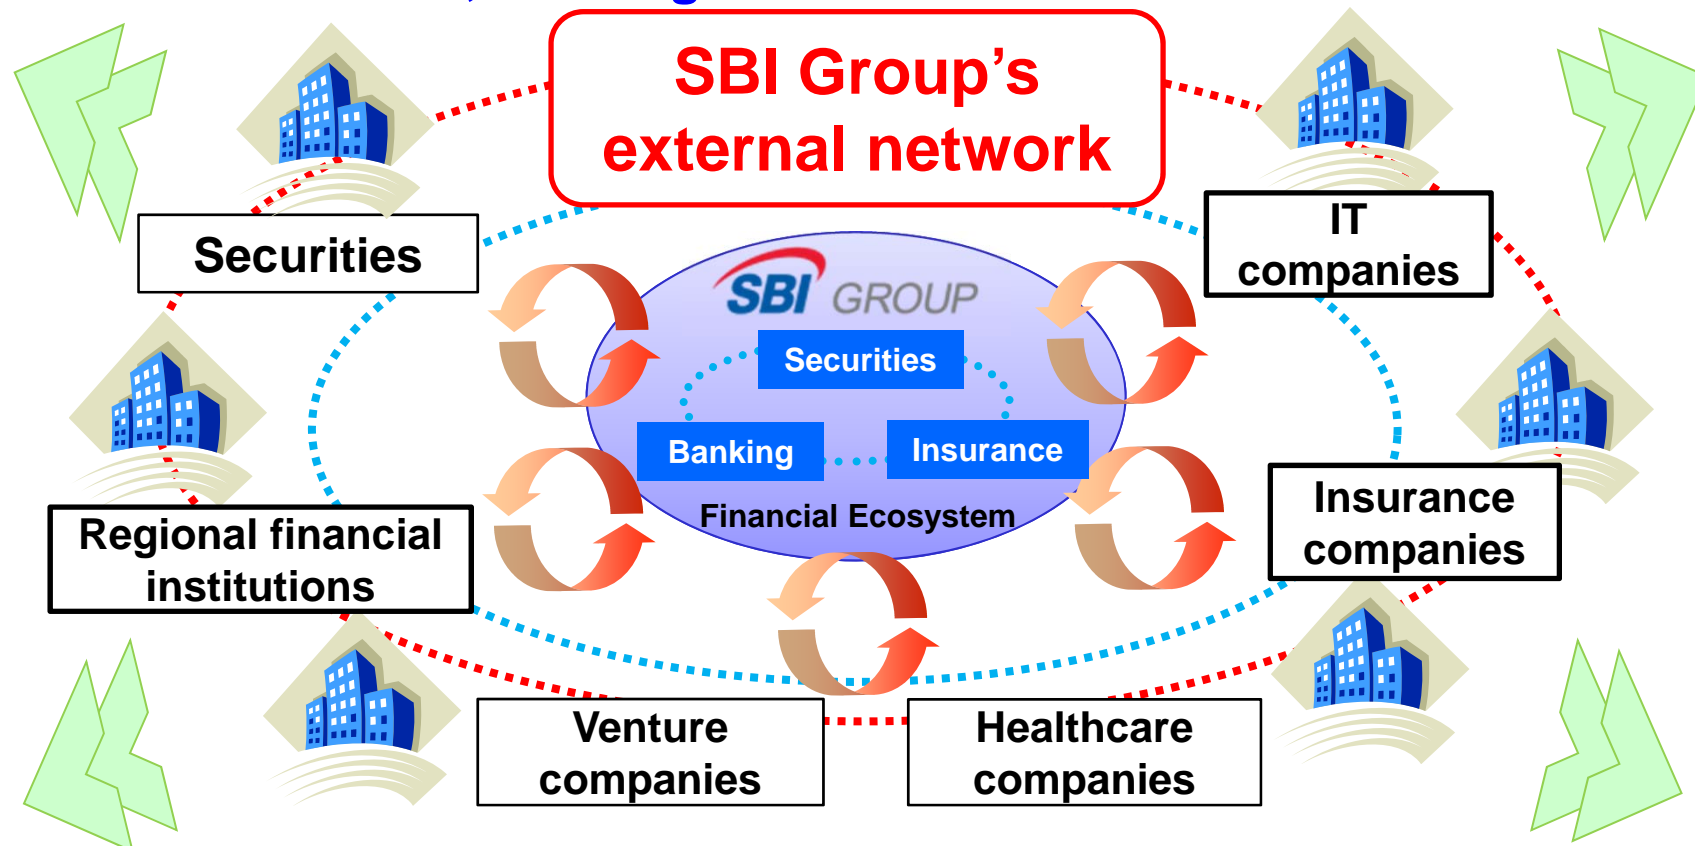 SBI Group’s
external network
Securities
IT
companies
SBI GROUP
Securities
Banking
Insurance
Financial Ecosystem
Regional financial
institutions
Insurance
companies
Venture
companies
Healthcare
companies